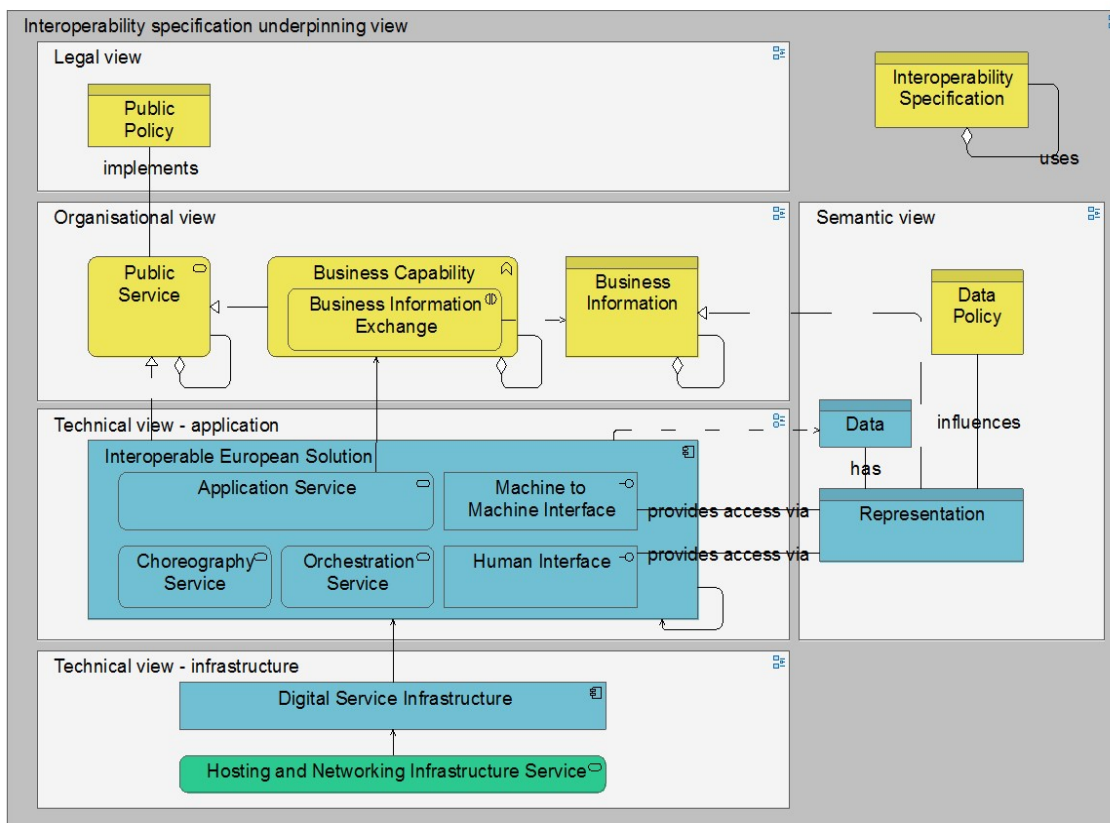 Interoperability specification underpinning view
Legal view
Public
Policy
implements
Interoperability
Specification
uses
Organisational view
Public
Service
Business Capability
Business Information
Exchange
Business
Information
Semantic view
Data
Policy
Data
influences
has
Representation
Technical view - application
Interoperable European Solution
Application Service
Machine to
Machine Interface
provides access via
Choreography
Service
Orchestration
Service
Human Interface
provides access via
Technical view - infrastructure
Digital Service Infrastructure
Hosting and Networking Infrastructure Service